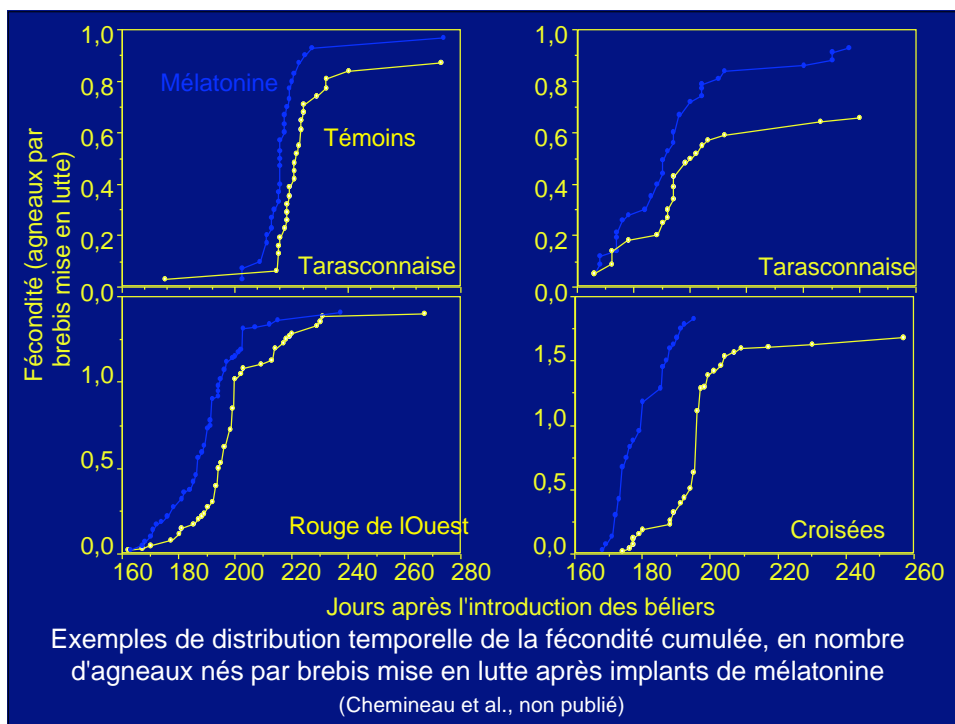 1,0
0,8
0,6
0,4
0,2
0,0
Mélatonine
Témoins
Tarasconnaise
1,0
0,8
0,6
0,4
0,2
0,0
Tarasconnaise
Fécondité (agneaux par
brebis mise en lutte)
0,0
1,0
0,5
0,0
Rouge de lOuest
160 180 200 220 240 260 280
0,0
1,5
1,0
0,5
0,0
Croisées
160 180 200 220 240 260
Jours après l'introduction des béliers
Exemples de distribution temporelle de la fécondité cumulée, en nombre
d'agneaux nés par brebis mise en lutte après implants de mélatonine
(Chemineau et al., non publié)